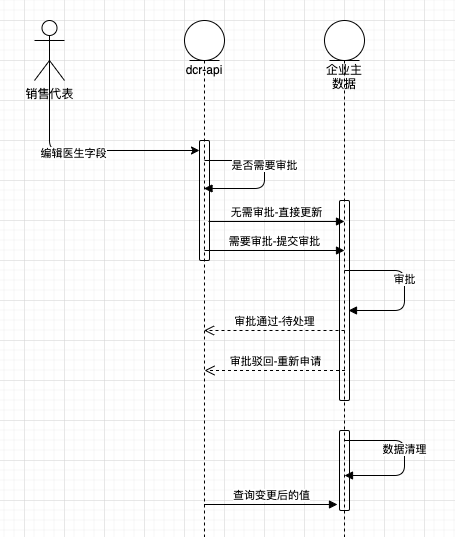 销售代表
dcr-api
企业主
数据
编辑医生字段
是否需要审批
无需审批-直接更新
需要审批-提交审批
审批
审批通过-待处理
审批驳回-重新申请
数据清理
查询变更后的值